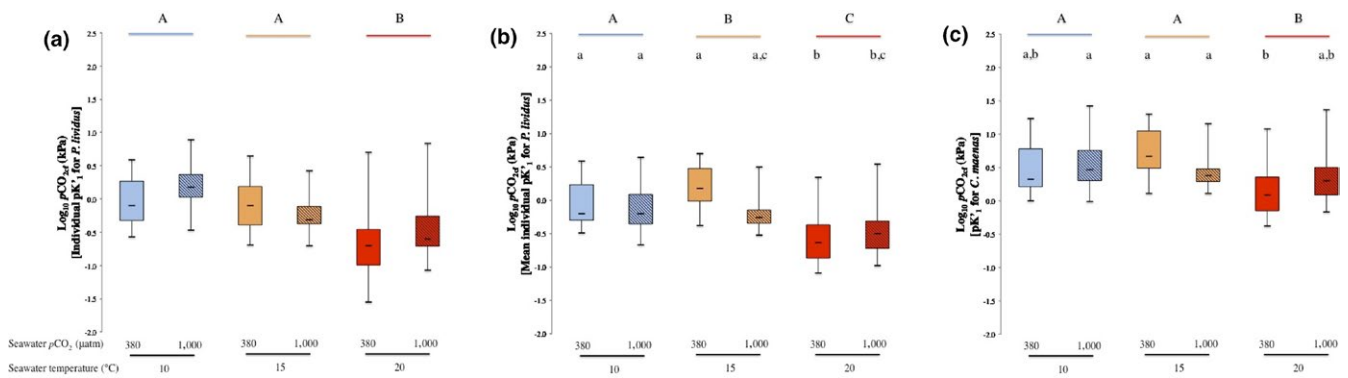 (a)
A A B
2.5
2.0
1.5
1.0
0.5
0.0
-0.5
-1.0
-1.5
-2.0
Log10 pCO2cf (kPa)
[Individual pK'1 for P. lividus]
380 1,000 380 1,000 380 1,000
10 15 20
Seawater pCO2 (µatm)
Seawater temperature (°C)
(b)
A B C
a a a a,c b b,c
2.5
2.0
1.5
1.0
0.5
0.0
-0.5
-1.0
-1.5
-2.0
Log10 pCO2cf (kPa)
[Mean individual pK'1 for P. lividus]
380 1,000 380 1,000 380 1,000
10 15 20
(c)
A A B
a,b a a a b a,b
2.5
2.0
1.5
1.0
0.5
0.0
-0.5
-1.0
-1.5
-2.0
Log10 pCO2cf (kPa)
[pK'1 for C. maenas]
380 1,000 380 1,000 380 1,000
10 15 20